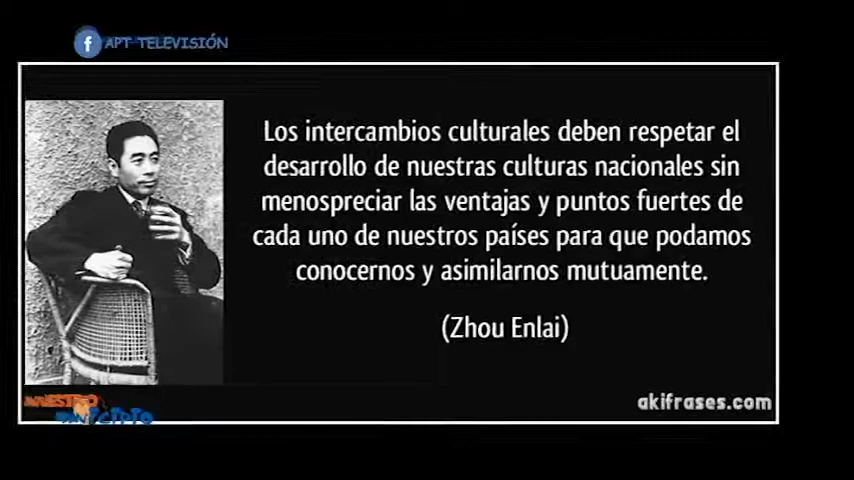 APT TELEVISIÓN
Los intercambios culturales deben respetar el
desarrollo de nuestras culturas nacionales sin
menospreciar las ventajas y puntos fuertes de
cada uno de nuestros países para que podamos
conocernos y asimilarnos mutuamente.
(Zhou Enlai)
akifrases.com